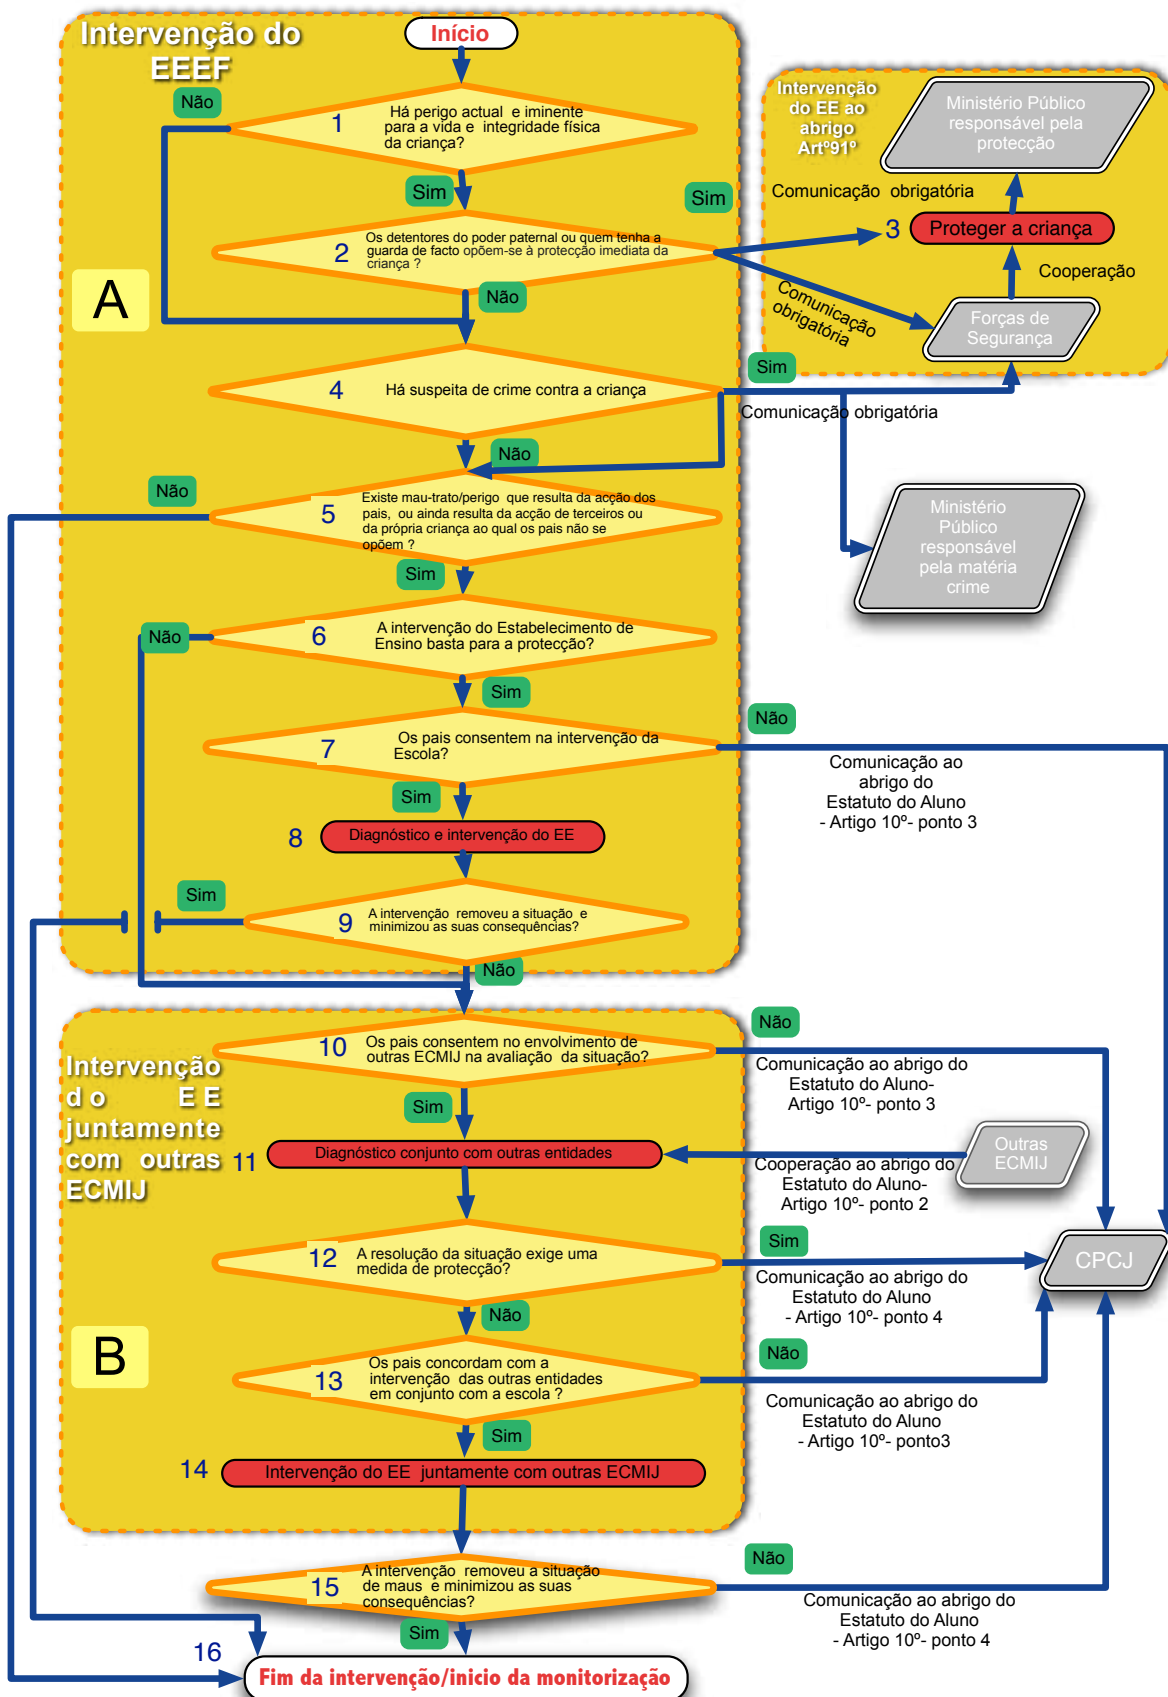 Intervenção do
EEEF
Início
Não
1
Há perigo actual e iminente
para a vida e integridade física
da criança?
Sim
Sim
2
Os detentores do poder paternal ou quem tenha a
guarda de facto opõem-se à protecção imediata da
criança ?
Não
A
Intervenção
do EE ao
abrigo
Artº91º
Ministério Público
responsável pela
protecção
Comunicação obrigatória
3
Proteger a criança
Cooperação
Comunicação
obrigatória
Forças de
Segurança
4
Há suspeita de crime contra a criança
Sim
Comunicação obrigatória
Não
Não
5
Existe mau-trato/perigo que resulta da acção dos
pais, ou ainda resulta da acção de terceiros ou
da própria criança ao qual os pais não se
opõem ?
Ministério
Público
responsável
pela matéria
crime
Sim
Não
6
A intervenção do Estabelecimento de
Ensino basta para a protecção?
Sim
7
Os pais consentem na intervenção da
Escola?
Não
Comunicação ao
abrigo do
Estatuto do Aluno
- Artigo 10º- ponto 3
Sim
8
Diagnóstico e intervenção do EE
Sim
9
A intervenção removeu a situação e
minimizou as suas consequências?
Não
Intervenção
do EE
juntamente
com outras
ECMIJ
10
Os pais consentem no envolvimento de
outras ECMIJ na avaliação da situação?
Não
Comunicação ao abrigo do
Estatuto do Aluno-
Artigo 10º- ponto 3
Sim
11
Diagnóstico conjunto com outras entidades
Outras
ECMIJ
Cooperação ao abrigo do
Estatuto do Aluno-
Artigo 10º- ponto 2
12
A resolução da situação exige uma
medida de protecção?
Sim
CPCJ
Comunicação ao abrigo do
Estatuto do Aluno
- Artigo 10º- ponto 4
Não
B
13
Os pais concordam com a
intervenção das outras entidades
em conjunto com a escola ?
Não
Comunicação ao abrigo do
Estatuto do Aluno
- Artigo 10º- ponto3
Sim
14
Intervenção do EE juntamente com outras ECMIJ
15
A intervenção removeu a situação
de maus e minimizou as suas
consequências?
Não
Comunicação ao abrigo do
Estatuto do Aluno
- Artigo 10º- ponto 4
Sim
16
Fim da intervenção/inicio da monitorização